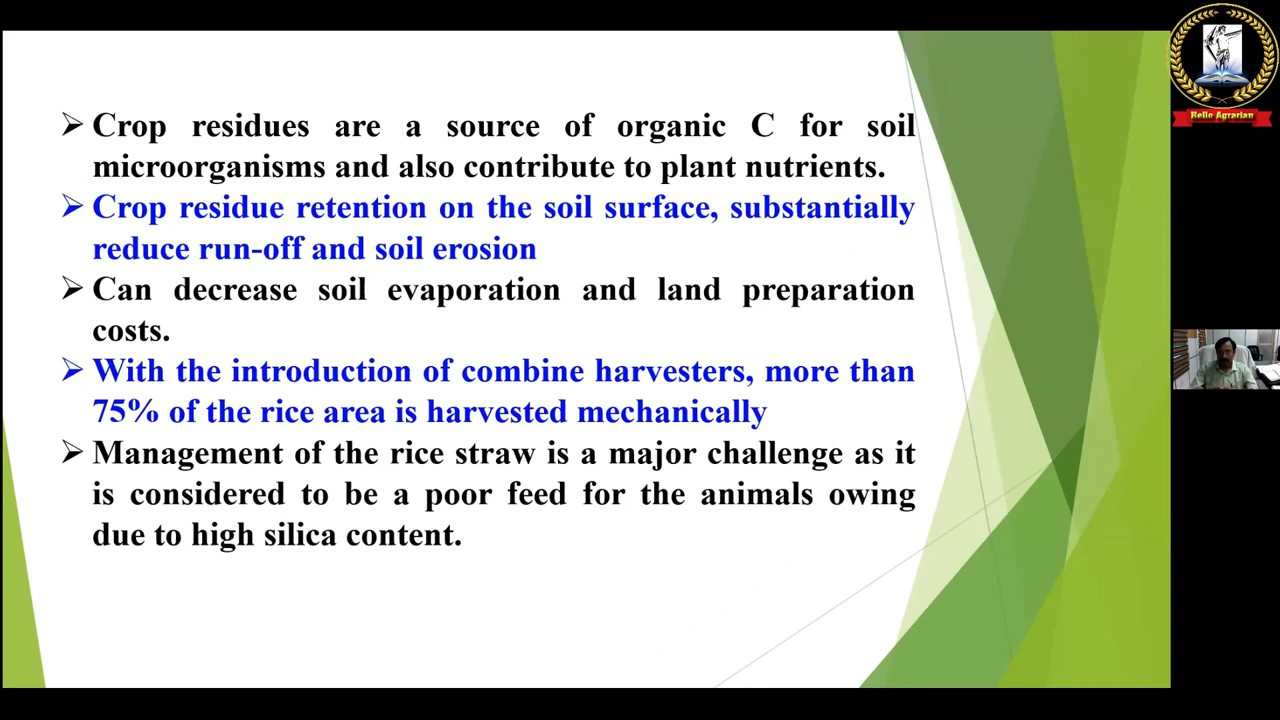 Hello Agrarian
➢ Crop residues are a source of organic C for soil
microorganisms and also contribute to plant nutrients.
➢ Crop residue retention on the soil surface, substantially
reduce run-off and soil erosion
➢ Can decrease soil evaporation and land preparation
costs.
➢ With the introduction of combine harvesters, more than
75% of the rice area is harvested mechanically
➢ Management of the rice straw is a major challenge as it
is considered to be a poor feed for the animals owing
due to high silica content.